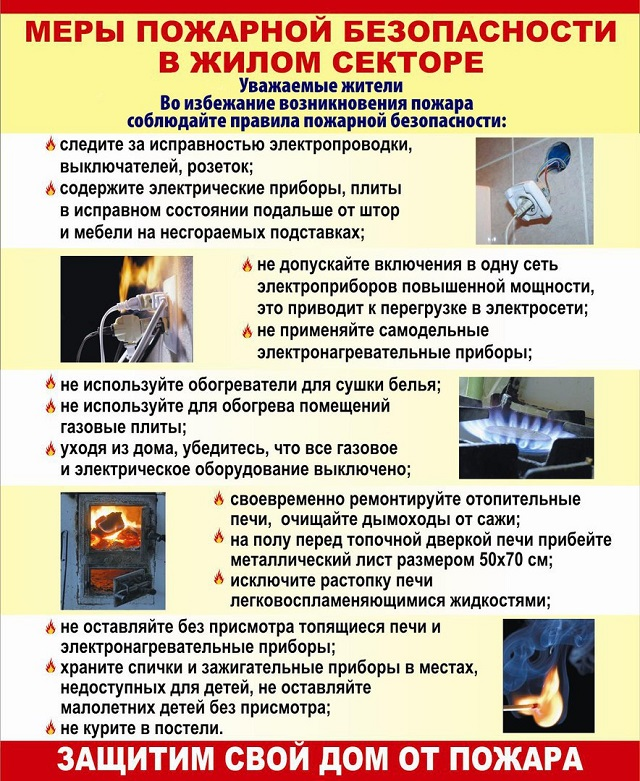 МЕРЫ ПОЖАРНОЙ БЕЗОПАСНОСТИ
В ЖИЛОМ СЕКТОРЕ
Уважаемые жители
Во избежание возникновения пожара
соблюдайте правила пожарной безопасности:
следите за исправностью электропроводки,
выключателей, розеток;
содержите электрические приборы, плиты
в исправном состоянии подальше от штор
и мебели на несгораемых подставках;
не допускайте включения в одну сеть
электроприборов повышенной мощности,
это приводит к перегрузке в электросети;
не применяйте самодельные
электронагревательные приборы;
не используйте обогреватели для сушки белья;
не используйте для обогрева помещений
газовые плиты;
уходя из дома, убедитесь, что все газовое
и электрическое оборудование выключено;
своевременно ремонтируйте отопительные
печи, очищайте дымоходы от сажи;
на полу перед топочной дверкой печи прибейте
металлический лист размером 50х70 см;
исключите растопку печи
легковоспламеняющимися жидкостями;
не оставляйте без присмотра топящиеся печи и
электронагревательные приборы;
храните спички и зажигательные приборы в местах,
недоступных для детей, не оставляйте
малолетних детей без присмотра;
не курите в постели.
ЗАЩИТИМ СВОЙ ДОМ ОТ ПОЖАРА